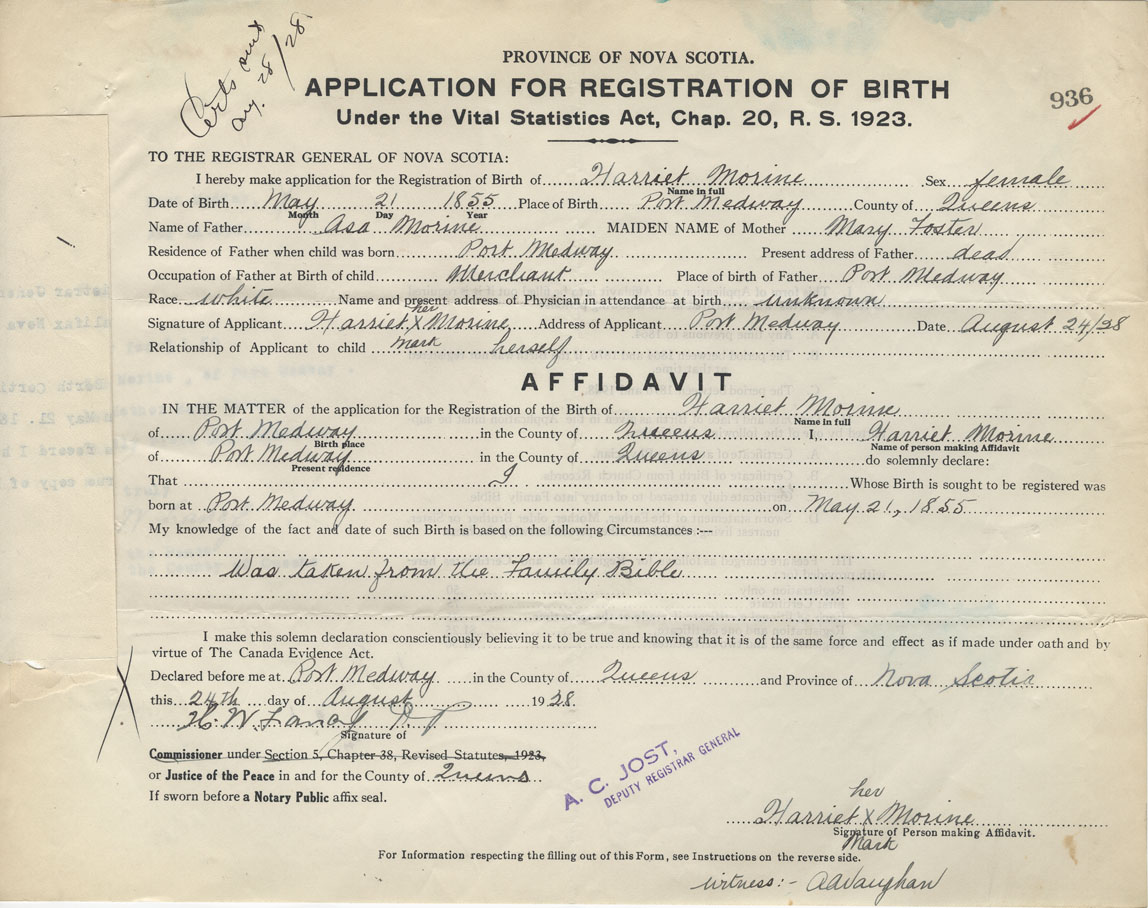 Certs sent
Aug. 28/28.
PROVINCE OF NOVA SCOTIA.
APPLICATION FOR REGISTRATION OF BIRTH
936
Under the Vital Statistics Act, Chap. 20, R. S. 1923.
TO THE REGISTRAR GENERAL OF NOVA SCOTIA:
I hereby make application for the Registration of Birth of Harriet Morine Sex female
Name in full
Date of Birth May 21 1855 Place of Birth Port Medway County of Queens
Month Day Year
Name of Father Asa Morine MAIDEN NAME of Mother Mary Foster
Residence of Father when child was born Port Medway Present address of Father dead
Occupation of Father at Birth of child Merchant Place of birth of Father Port Medway
Race white Name and present address of Physician in attendance at birth unknown
her
Signature of Applicant Harriet X Morine Address of Applicant Port Medway Date August 24/28
mark
Relationship of Applicant to child herself
AFFIDAVIT
IN THE MATTER of the application for the Registration of the Birth of Harriet Morine
Name in full
of Port Medway in the County of Queens I, Harriet Morine
Birth place Name of person making Affidavit
of Port Medway in the County of Queens do solemnly declare:
Present residence
That I Whose Birth is sought to be registered was
born at Port Medway on May 21, 1855
My knowledge of the fact and date of such Birth is based on the following Circumstances :---
Was taken from the Family Bible
I make this solemn declaration conscientiously believing it to be true and knowing that it is of the same force and effect as if made under oath and by
virtue of The Canada Evidence Act.
Declared before me at Port Medway in the County of Queens and Province of Nova Scotia
this 24th day of August 1928.
H. W.
Signature of
Commissioner under Section 5, Chapter 38, Revised Statutes, 1923,
or Justice of the Peace in and for the County of Queens
If sworn before a Notary Public affix seal.
A. C. JOST,
DEPUTY REGISTRAR GENERAL
her
Harriet X Morine
Signature of Person making Affidavit.
Mark
For Information respecting the filling out of this Form, see Instructions on the reverse side.
witness:- AAVaughan